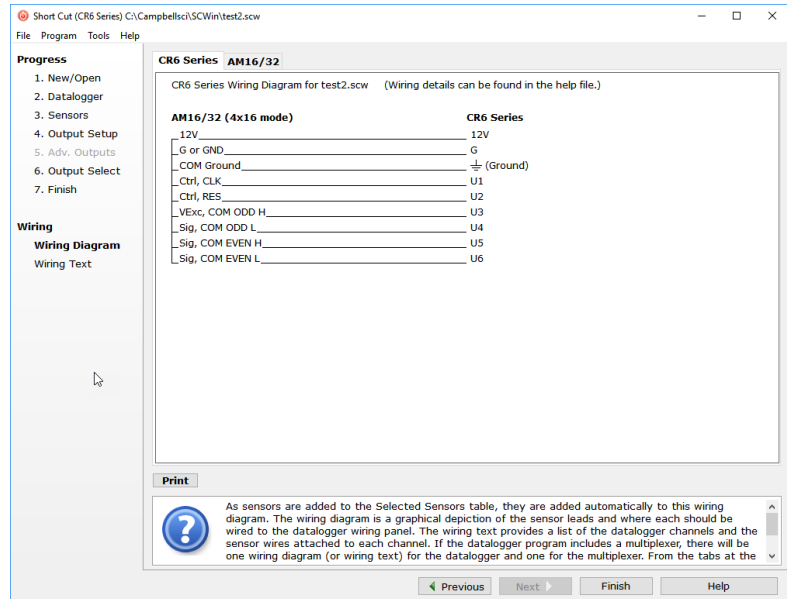 Short Cut (CR6 Series) C:\Campbellsci\SCWin\test2.scw
File Program Tools Help
Progress
1. New/Open
2. Datalogger
3. Sensors
4. Output Setup
5. Adv. Outputs
6. Output Select
7. Finish
Wiring
Wiring Diagram
Wiring Text
CR6 Series AM16/32
CR6 Series Wiring Diagram for test2.scw (Wiring details can be found in the help file.)
AM16/32 (4x16 mode) CR6 Series
12V 12V
G or GND G
COM Ground (Ground)
Ctrl, CLK U1
Ctrl, RES U2
VExc, COM ODD H U3
Sig, COM ODD L U4
Sig, COM EVEN H U5
Sig, COM EVEN L U6
Print
As sensors are added to the Selected Sensors table, they are added automatically to this wiring
diagram. The wiring diagram is a graphical depiction of the sensor leads and where each should be
wired to the datalogger wiring panel. The wiring text provides a list of the datalogger channels and the
sensor wires attached to each channel. If the datalogger program includes a multiplexer, there will be
one wiring diagram (or wiring text) for the datalogger and one for the multiplexer. From the tabs at the
Previous Next Finish Help